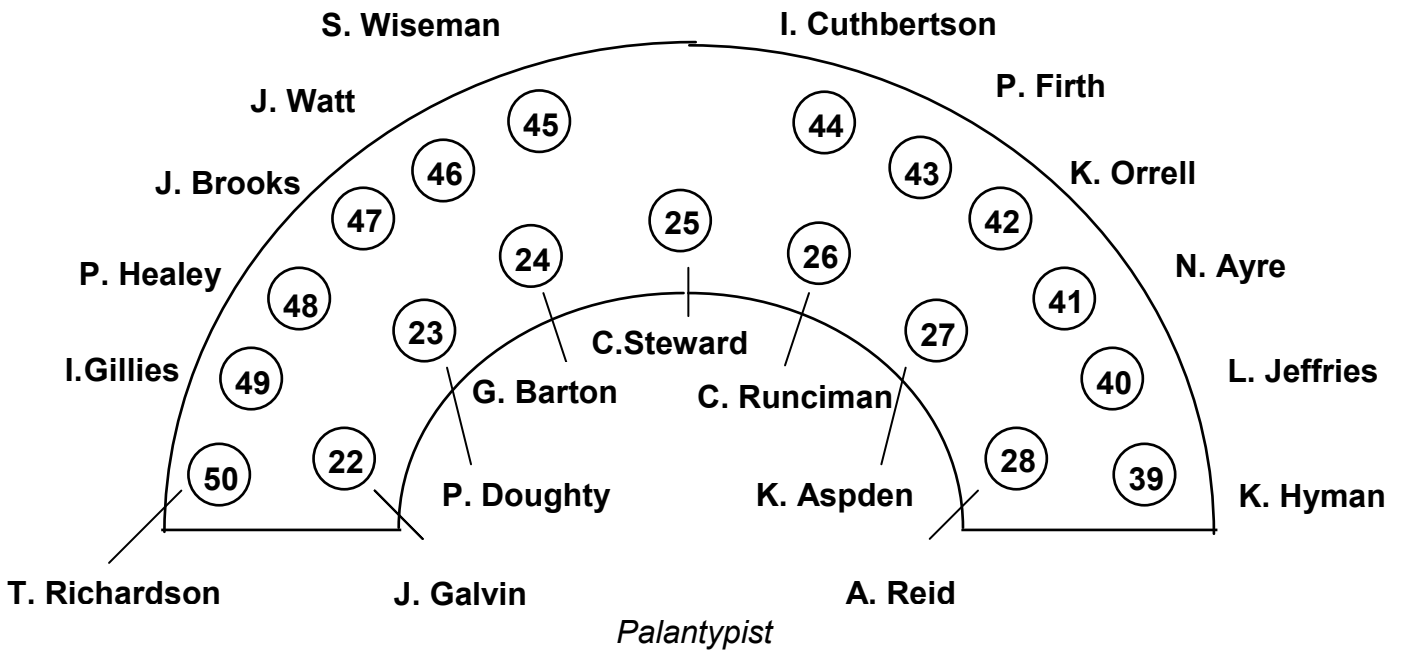 S. Wiseman
I. Cuthbertson
J. Watt
P. Firth
45
44
J. Brooks
46
43
K. Orrell
47
42
P. Healey
24
25
26
N. Ayre
48
41
23
27
C.Steward
I.Gillies
49
40
L. Jeffries
G. Barton
C. Runciman
50
22
28
39
P. Doughty
K. Aspden
K. Hyman
T. Richardson
J. Galvin
A. Reid
Palantypist